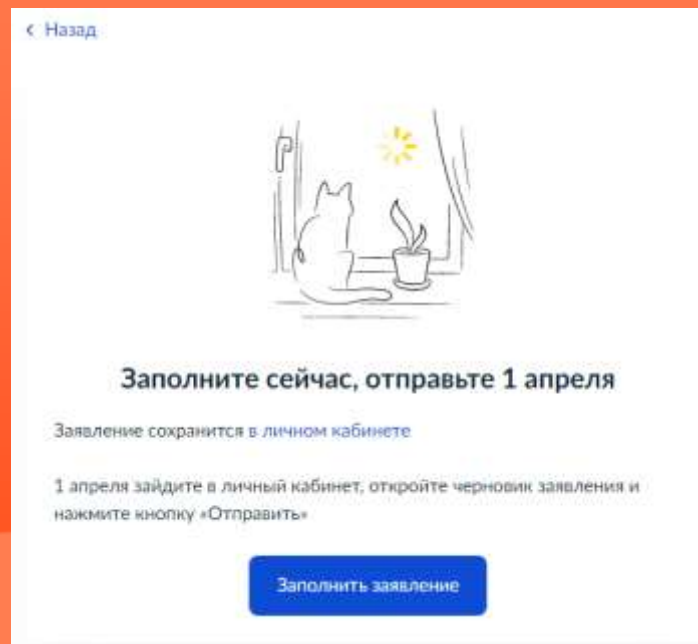 Назад
Заполните сейчас, отправьте 1 апреля
Заявление сохранится в личном кабинете
1 апреля зайдите в личный кабинет, откройте черновик заявления и
нажмите кнопку «Отправить»
Заполнить заявление